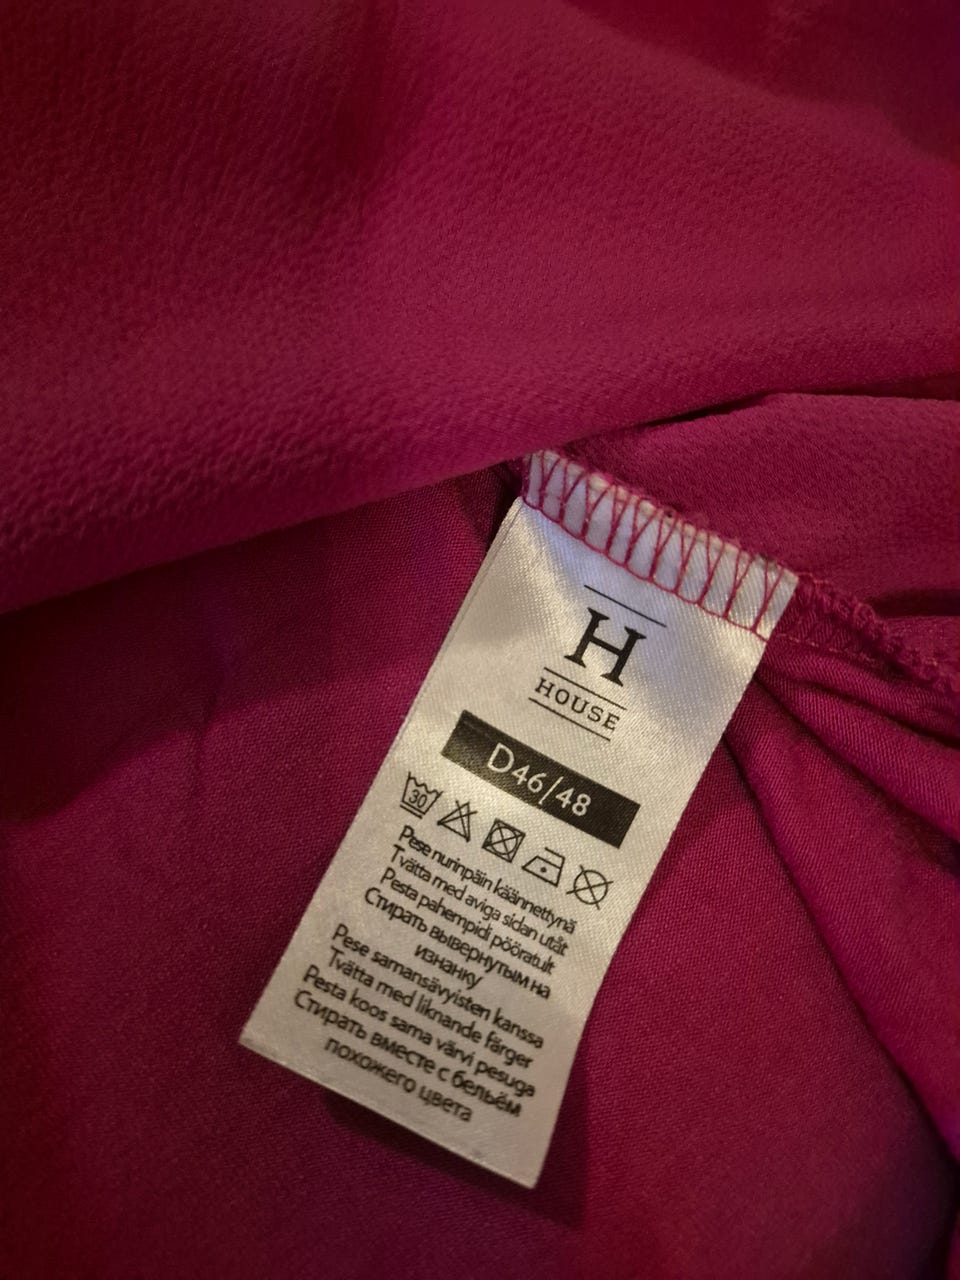 H
HOUSE
D46/48
30
Pese nurinpäin käännettynä
Tvätta med aviga sidan utåt
Pesta pahempidi pööratult
Стирать вывернутым на
изнанку
Pese samansävyisten kanssa
Tvätta med liknande färger
Pesta koos sama värvi pesuga
Стирать вместе с бельём
похожего цвета